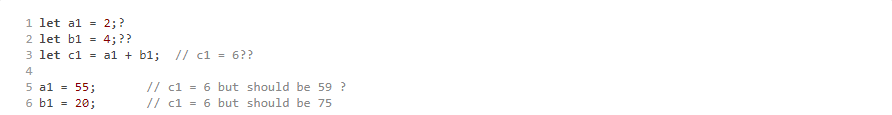 1 let a1 = 2;?
2 let b1 = 4;??
3 let c1 = a1 + b1;  // c1 = 6??
4
5 a1 = 55;       // c1 = 6 but should be 59 ?
6 b1 = 20;       // c1 = 6 but should be 75